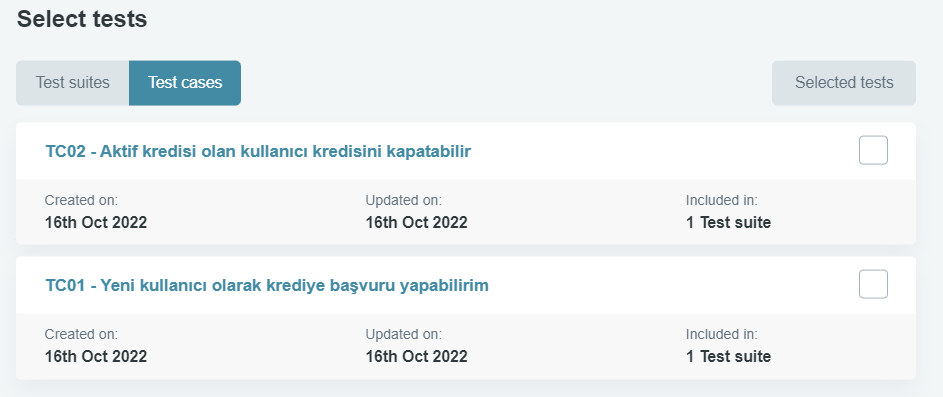 Select tests
Test suites Test cases Selected tests
TC02 - Aktif kredisi olan kullanıcı kredisini kapatabilir
Created on: Updated on: Included in:
16th Oct 2022 16th Oct 2022 1 Test suite
TC01 - Yeni kullanıcı olarak krediye başvuru yapabilirim
Created on: Updated on: Included in:
16th Oct 2022 16th Oct 2022 1 Test suite